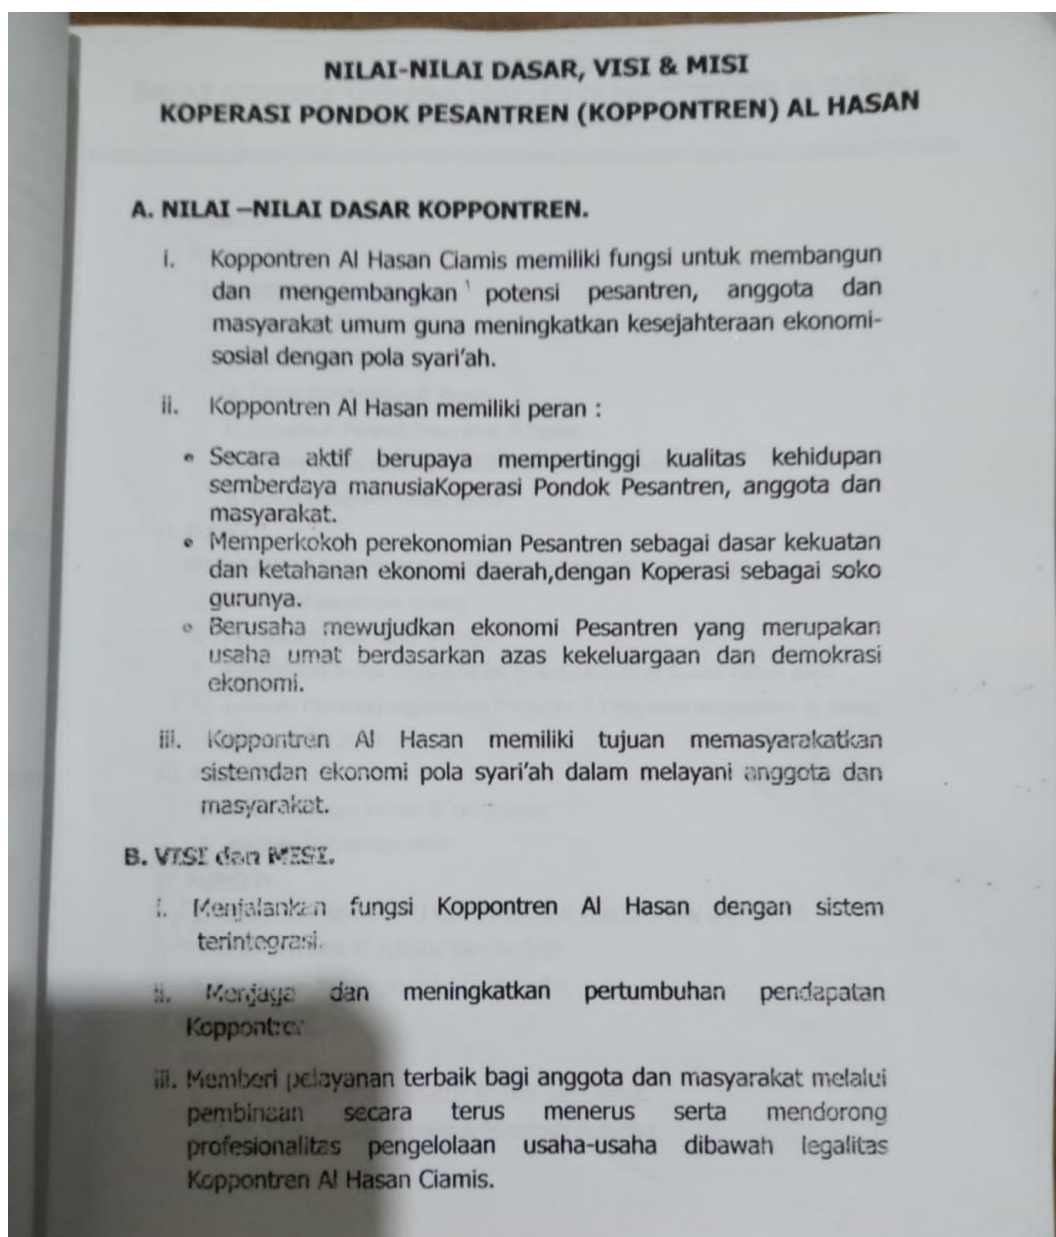 NILAI-NILAI DASAR, VISI & MISI
KOPERASI PONDOK PESANTREN (KOPPONTREN) AL HASAN
A. NILAI –NILAI DASAR KOPPONTREN.
i. Koppontren Al Hasan Ciamis memiliki fungsi untuk membangun
dan mengembangkan potensi pesantren, anggota dan
masyarakat umum guna meningkatkan kesejahteraan ekonomi-
sosial dengan pola syari'ah.
ii. Koppontren Al Hasan memiliki peran :
• Secara aktif berupaya mempertinggi kualitas kehidupan
semberdaya manusiaKoperasi Pondok Pesantren, anggota dan
masyarakat.
• Memperkokoh perekonomian Pesantren sebagai dasar kekuatan
dan ketahanan ekonomi daerah,dengan Koperasi sebagai soko
gurunya.
• Berusaha mewujudkan ekonomi Pesantren yang merupakan
usaha umat berdasarkan azas kekeluargaan dan demokrasi
ekonomi.
iii. Koppontren Al Hasan memiliki tujuan memasyarakatkan
sistemdan ekonomi pola syari'ah dalam melayani anggota dan
masyarakat.
B. VISI dan MISI.
i. Menjalankan fungsi Koppontren Al Hasan dengan sistem
terintegrasi.
ii. Menjaga dan meningkatkan pertumbuhan pendapatan
Koppontren
iii. Memberi pelayanan terbaik bagi anggota dan masyarakat melalui
pembinaan secara terus menerus serta mendorong
profesionalitas pengelolaan usaha-usaha dibawah legalitas
Koppontren Al Hasan Ciamis.